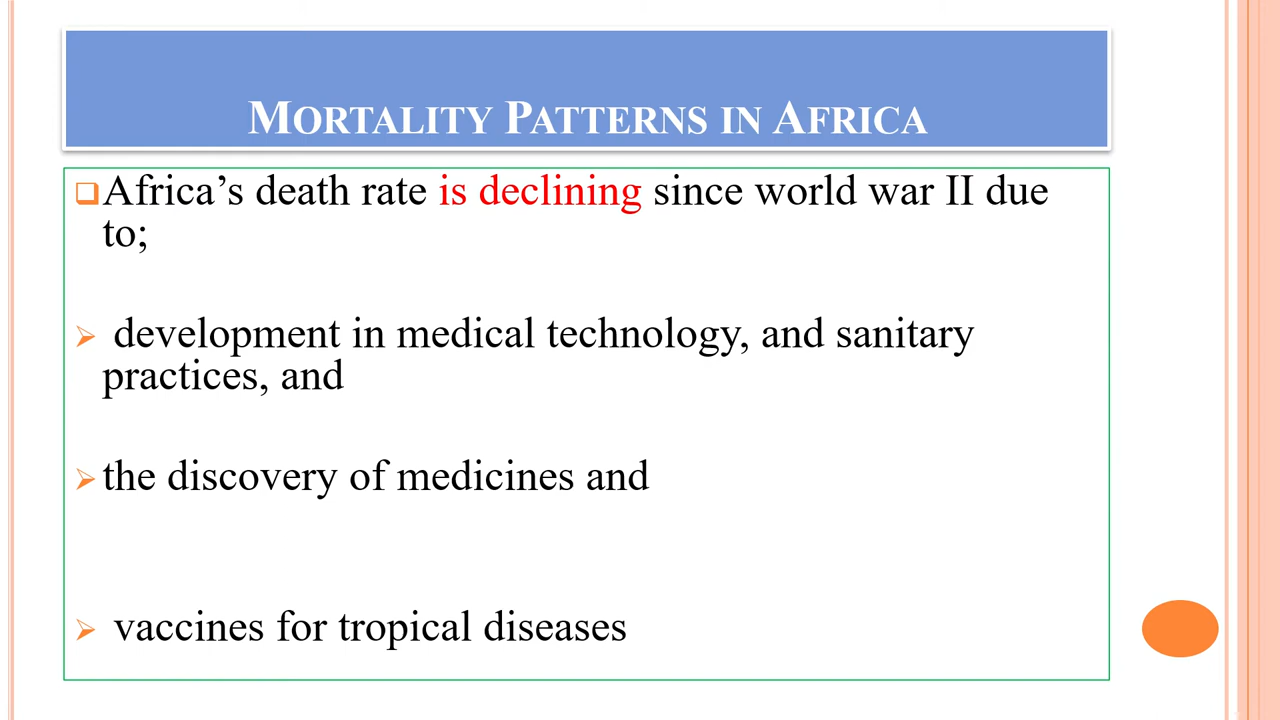 MORTALITY PATTERNS IN AFRICA
Africa’s death rate is declining since world war II due
to;
development in medical technology, and sanitary
practices, and
the discovery of medicines and
vaccines for tropical diseases